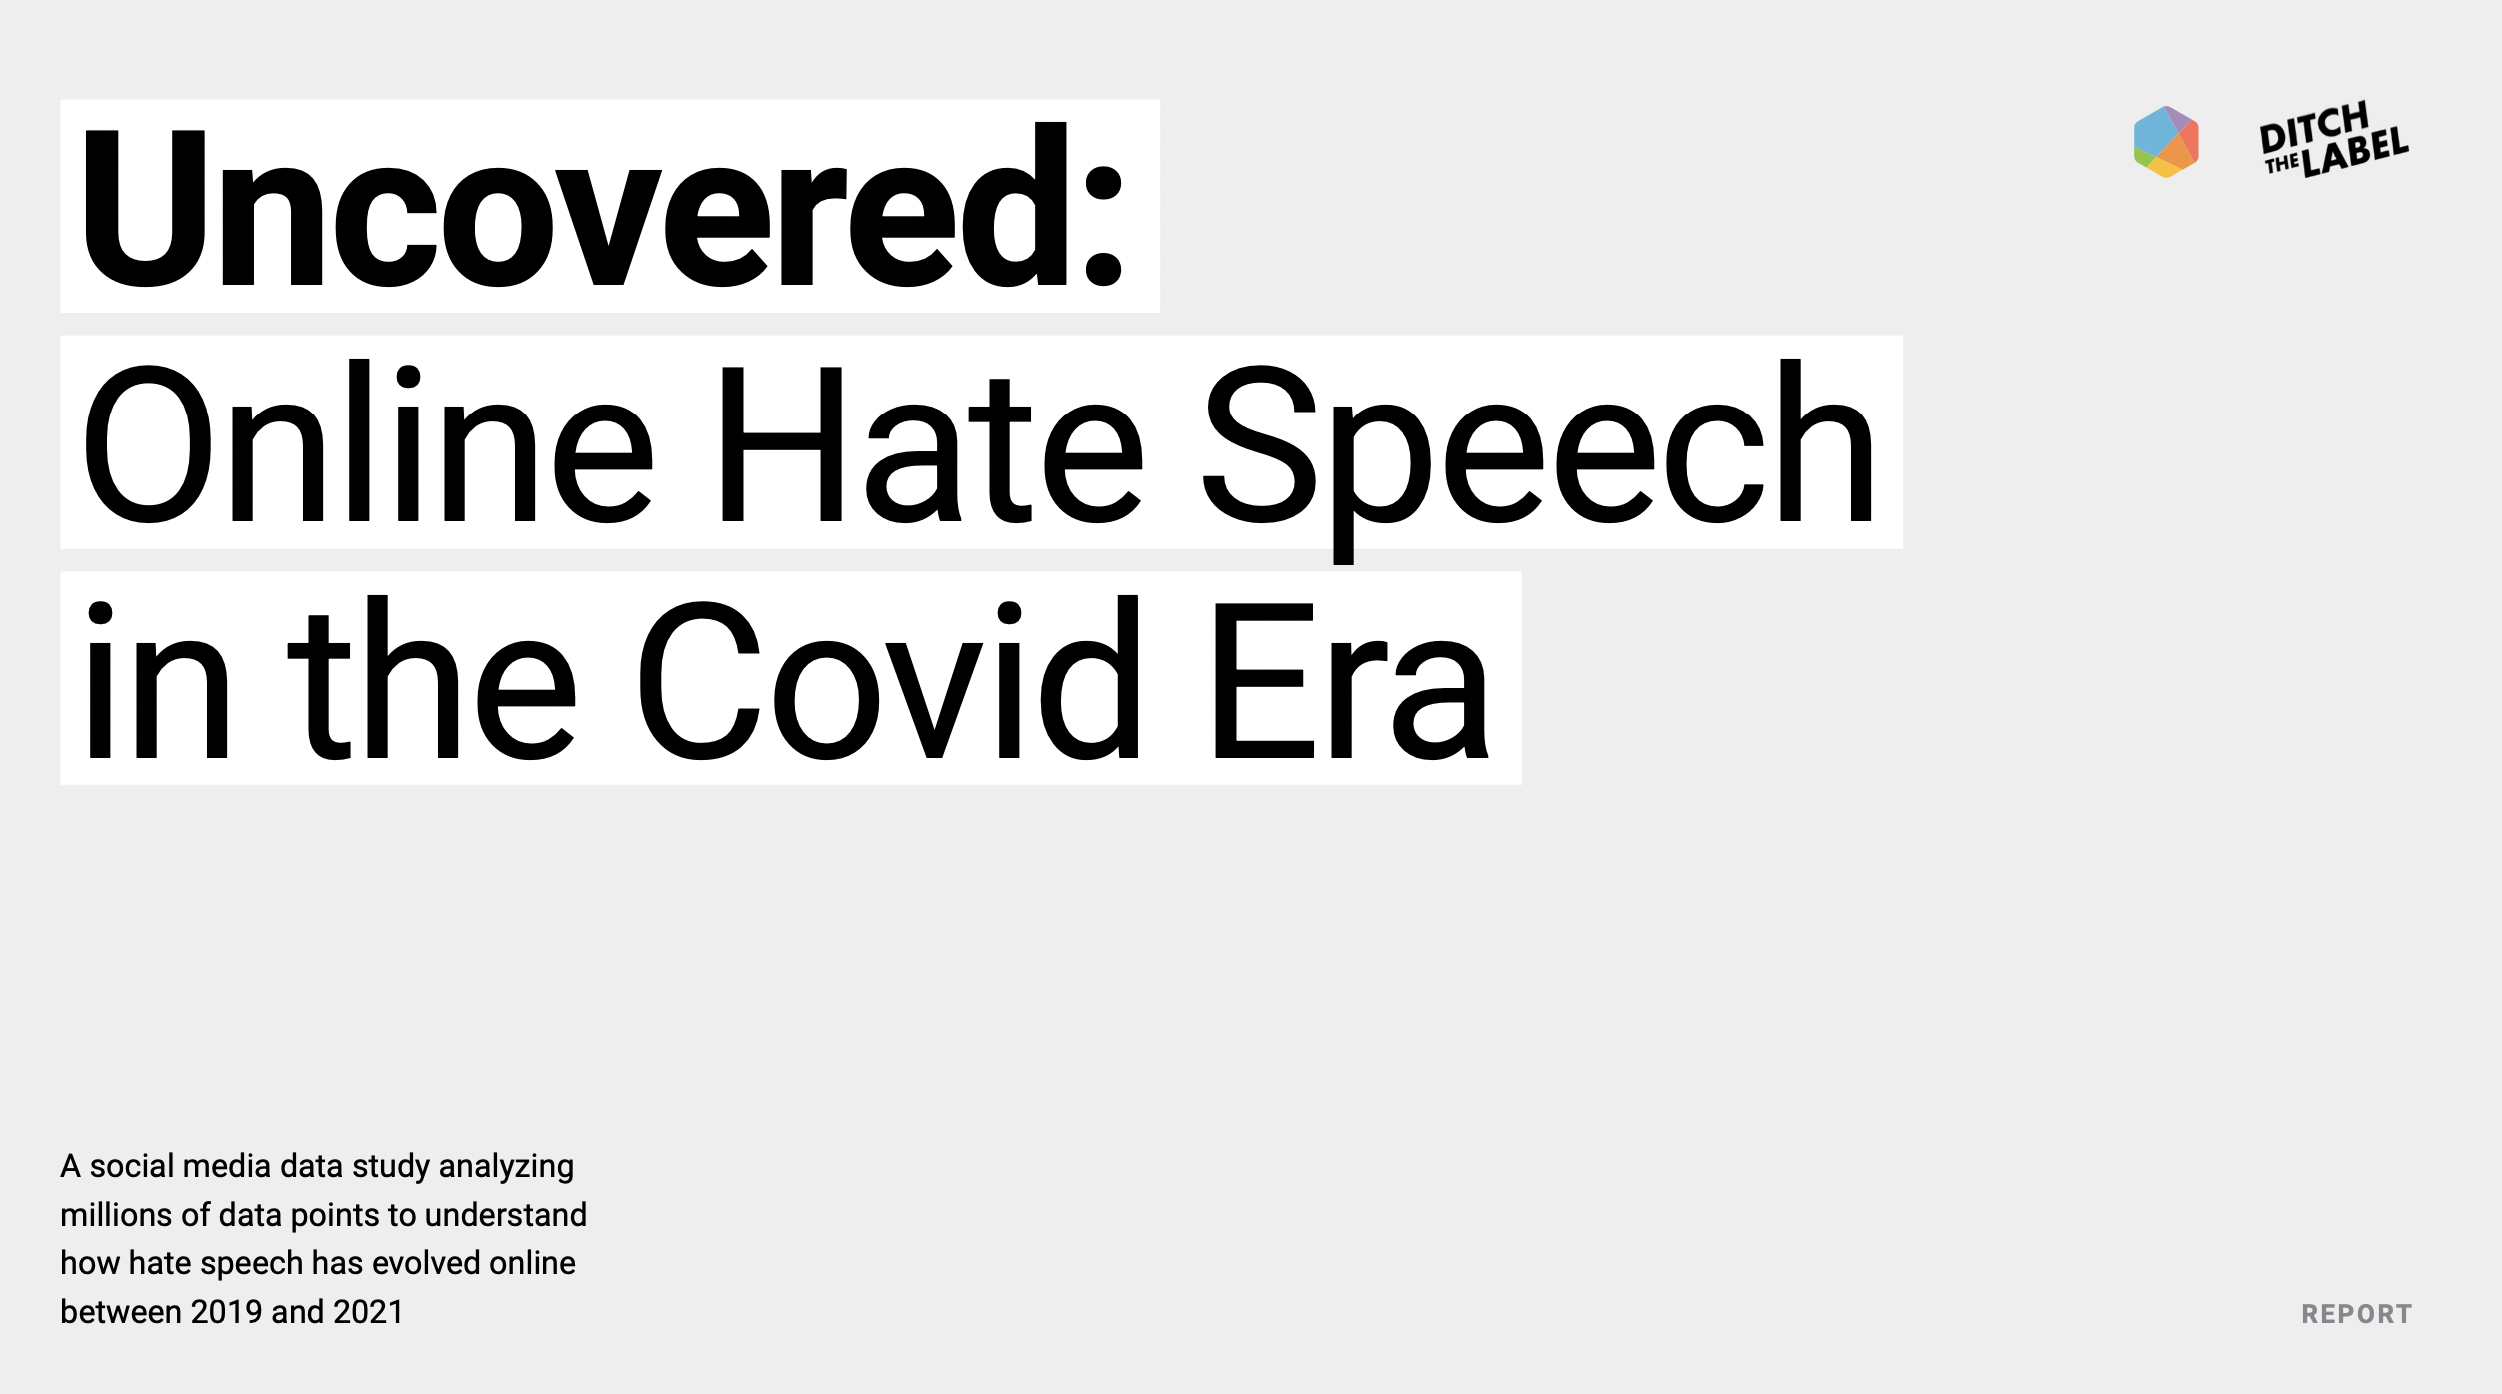 Uncovered:
Online Hate Speech
in the Covid Era
DITCH
THE LABEL
A social media data study analyzing
millions of data points to understand
how hate speech has evolved online
between 2019 and 2021
REPORT